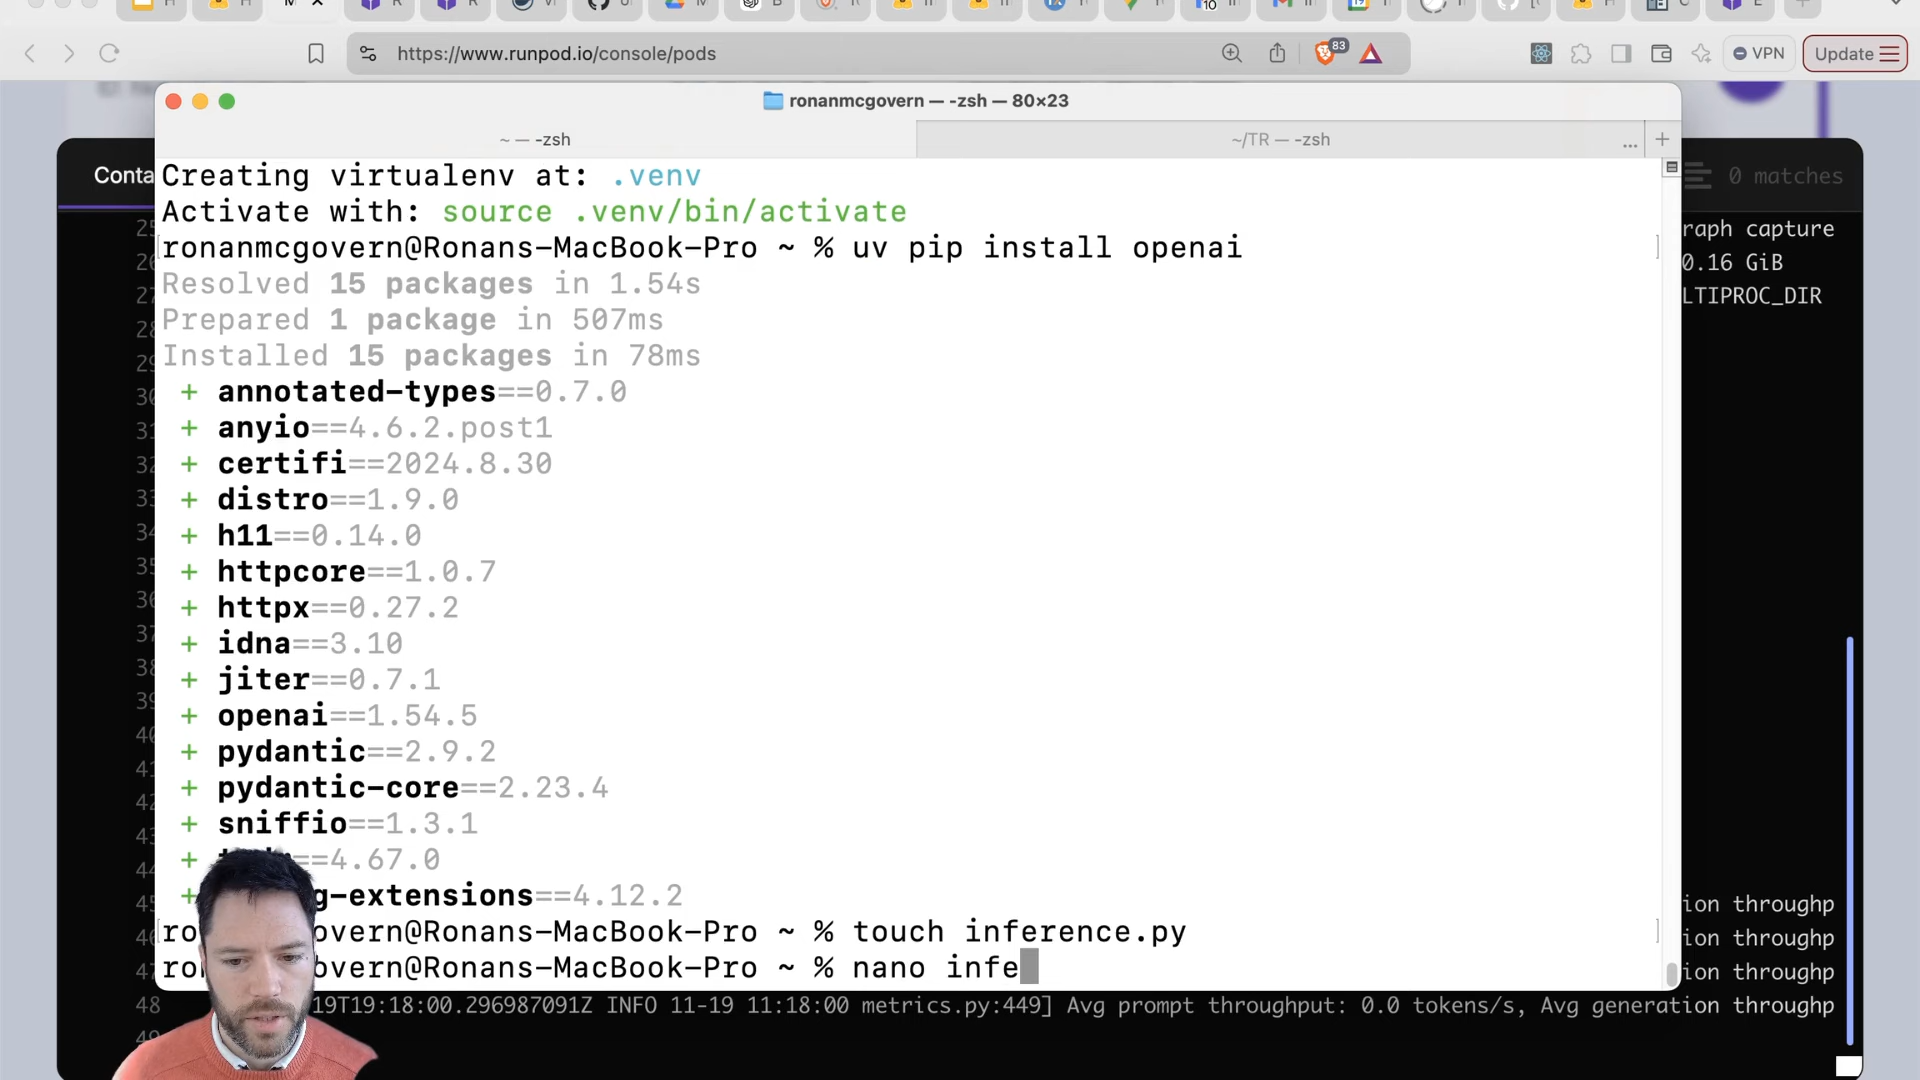 https://www.runpod.io/console/pods
83
VPN
Update
10
ronanmcgovern — -zsh — 80×23
~ — -zsh
~/TR — -zsh
...
Conta
0 matches
Creating virtualenv at: .venv
Activate with: source .venv/bin/activate
ronanmcgovern@Ronans-MacBook-Pro ~ % uv pip install openai
Resolved 15 packages in 1.54s
Prepared 1 package in 507ms
Installed 15 packages in 78ms
+ annotated-types==0.7.0
+ anyio==4.6.2.post1
+ certifi==2024.8.30
+ distro==1.9.0
+ h11==0.14.0
+ httpcore==1.0.7
+ httpx==0.27.2
+ idna==3.10
+ jiter==0.7.1
+ openai==1.54.5
+ pydantic==2.9.2
+ pydantic-core==2.23.4
+ sniffio==1.3.1
+ ==4.67.0
+ g-extensions==4.12.2
ro overn@Ronans-MacBook-Pro ~ % touch inference.py
ro overn@Ronans-MacBook-Pro ~ % nano infe
raph capture
0.16 GiB
LTIPROC_DIR
ion throughp
ion throughp
ion throughp
48 19T19:18:00.296987091Z INFO 11-19 11:18:00 metrics.py:449] Avg prompt throughput: 0.0 tokens/s, Avg generation throughp